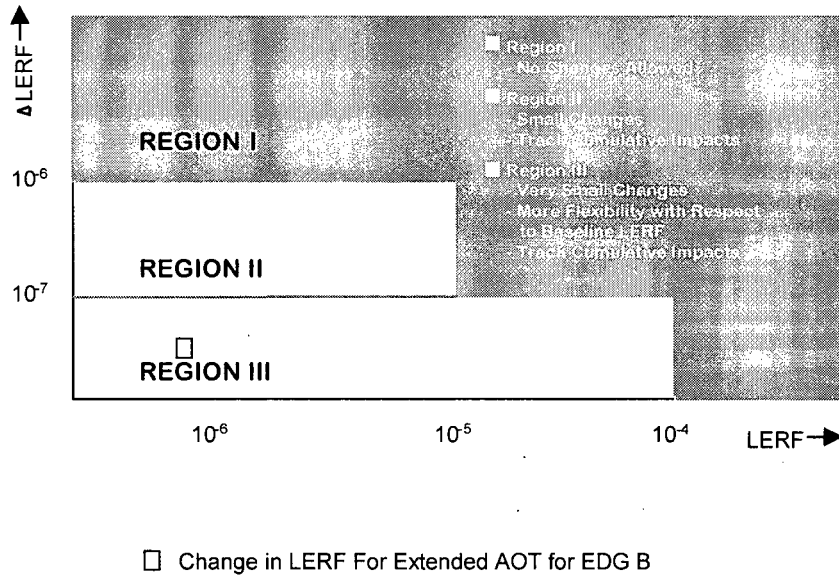 ΔLERF
Region I
- No Changes Allowed
Region II
- Small Changes
- Track Cumulative Impacts
REGION I
Region III
- Very Small Changes
- More Flexibility with Respect
to Baseline LERF
- Track Cumulative Impacts
10⁻⁶
REGION II
10⁻⁷
REGION III
10⁻⁶
10⁻⁵
10⁻⁴
LERF
Change in LERF For Extended AOT for EDG B